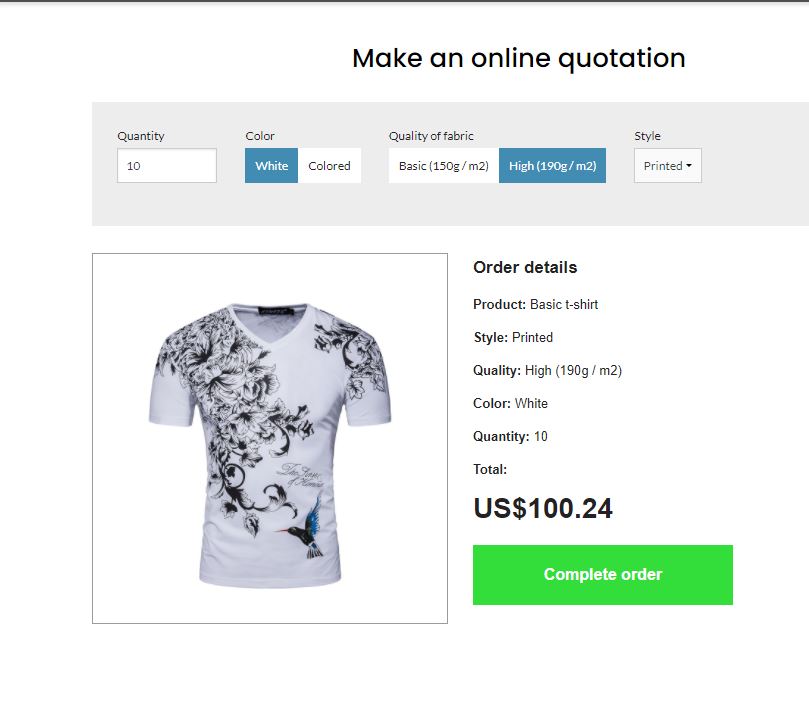 Make an online quotation
Quantity
Color
Quality of fabric
Style
10
White
Colored
Basic (150g / m2)
High (190g / m2)
Printed
Order details
Product: Basic t-shirt
Style: Printed
Quality: High (190g / m2)
Color: White
Quantity: 10
Total:
US$100.24
Complete order